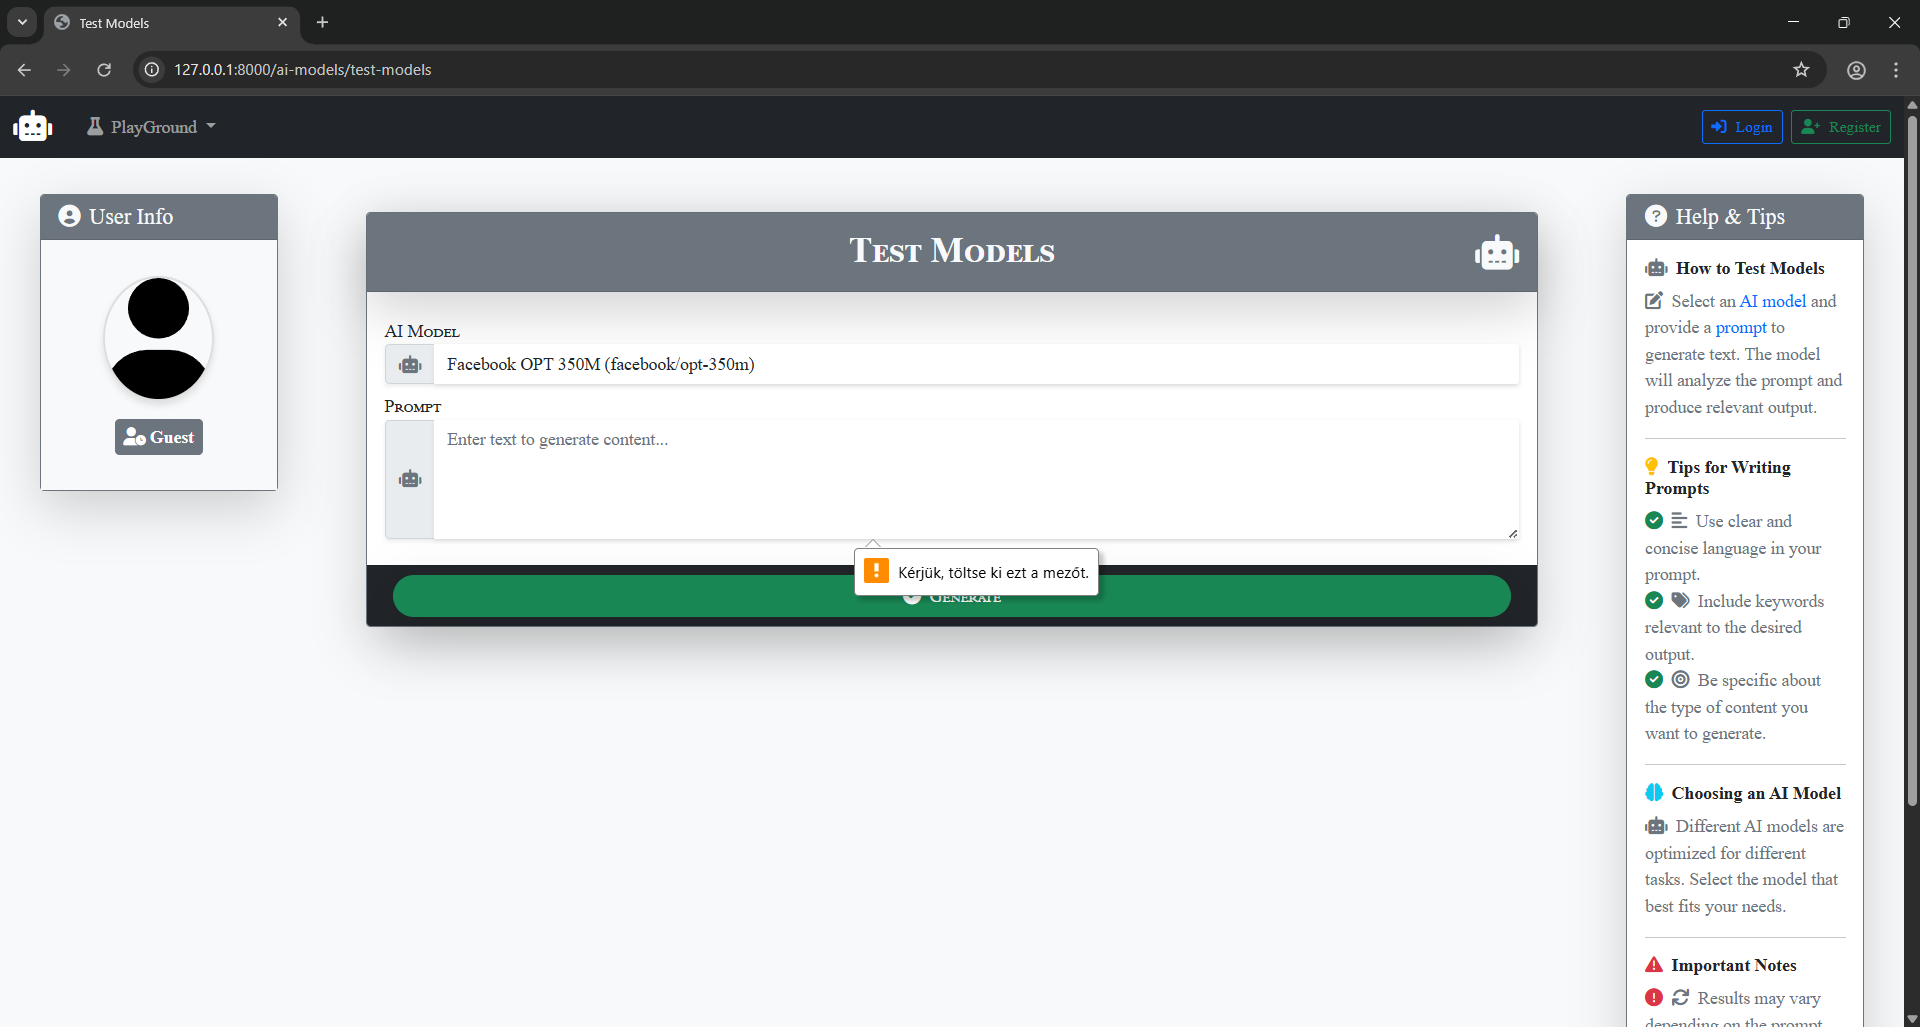 Test Models
127.0.0.1:8000/ai-models/test-models
PlayGround
Login
Register
User Info
Guest
Test Models
AI Model
Facebook OPT 350M (facebook/opt-350m)
Prompt
Enter text to generate content...
Kérjük, töltse ki ezt a mezőt.
Generate
Help & Tips
How to Test Models
Select an AI model and
provide a prompt to
generate text. The model
will analyze the prompt and
produce relevant output.
Tips for Writing
Prompts
Use clear and
concise language in your
prompt.
Include keywords
relevant to the desired
output.
Be specific about
the type of content you
want to generate.
Choosing an AI Model
Different AI models are
optimized for different
tasks. Select the model that
best fits your needs.
Important Notes
Results may vary
depending on the prompt